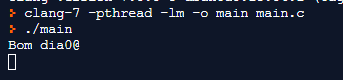 > clang-7 -pthread -lm -o main main.c
> ./main
Bom dia0@